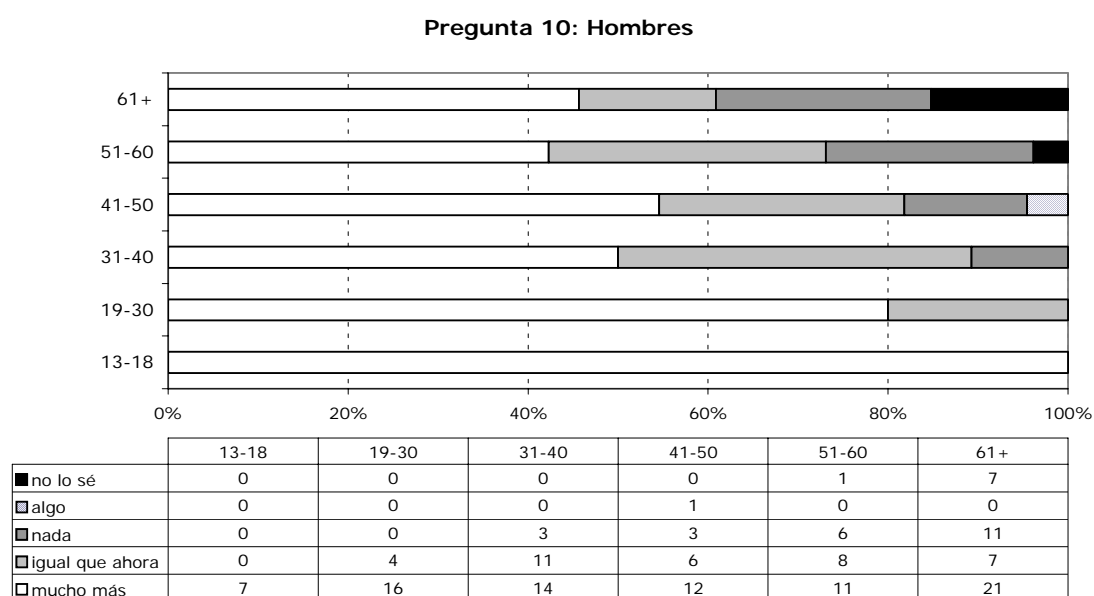 Pregunta 10: Hombres
61+
51-60
41-50
31-40
19-30
13-18
0% 20% 40% 60% 80% 100%
13-18 19-30 31-40 41-50 51-60 61+
no lo sé 0 0 0 0 1 7
algo 0 0 0 1 0 0
nada 0 0 3 3 6 11
igual que ahora 0 4 11 6 8 7
mucho más 7 16 14 12 11 21